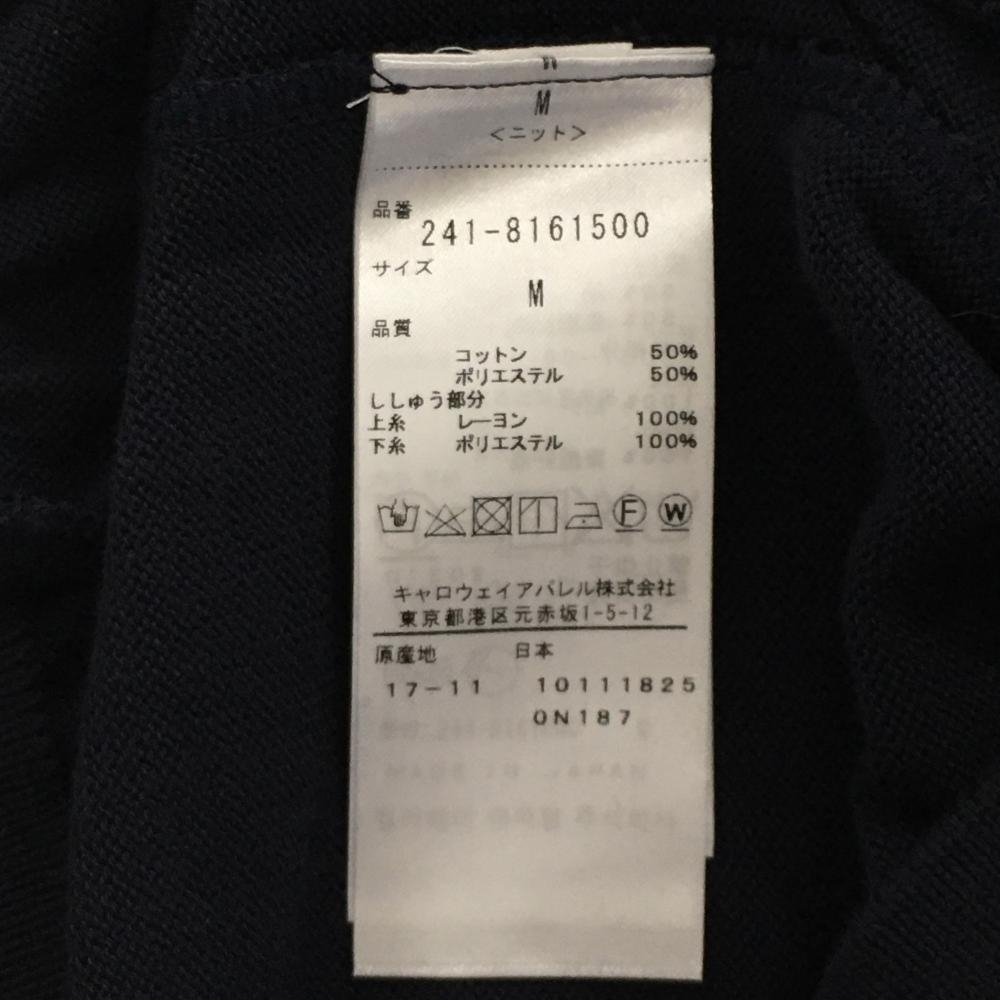 M
<ニット>
品番
241-8161500
サイズ
M
品質
コットン 50%
ポリエステル 50%
ししゅう部分
上糸 レーヨン 100%
下糸 ポリエステル 100%
F W
キャロウェイアパレル株式会社
東京都港区元赤坂1-5-12
原産地 日本
17-11 10111825
0N187